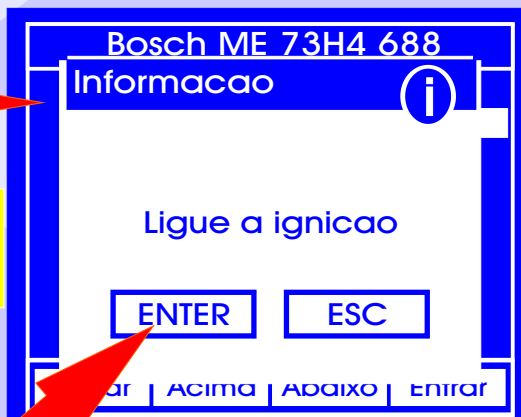 Bosch ME 73H4 688
Informacao
i
Ligue a ignicao
ENTER ESC
Acima Abaixo Entrar